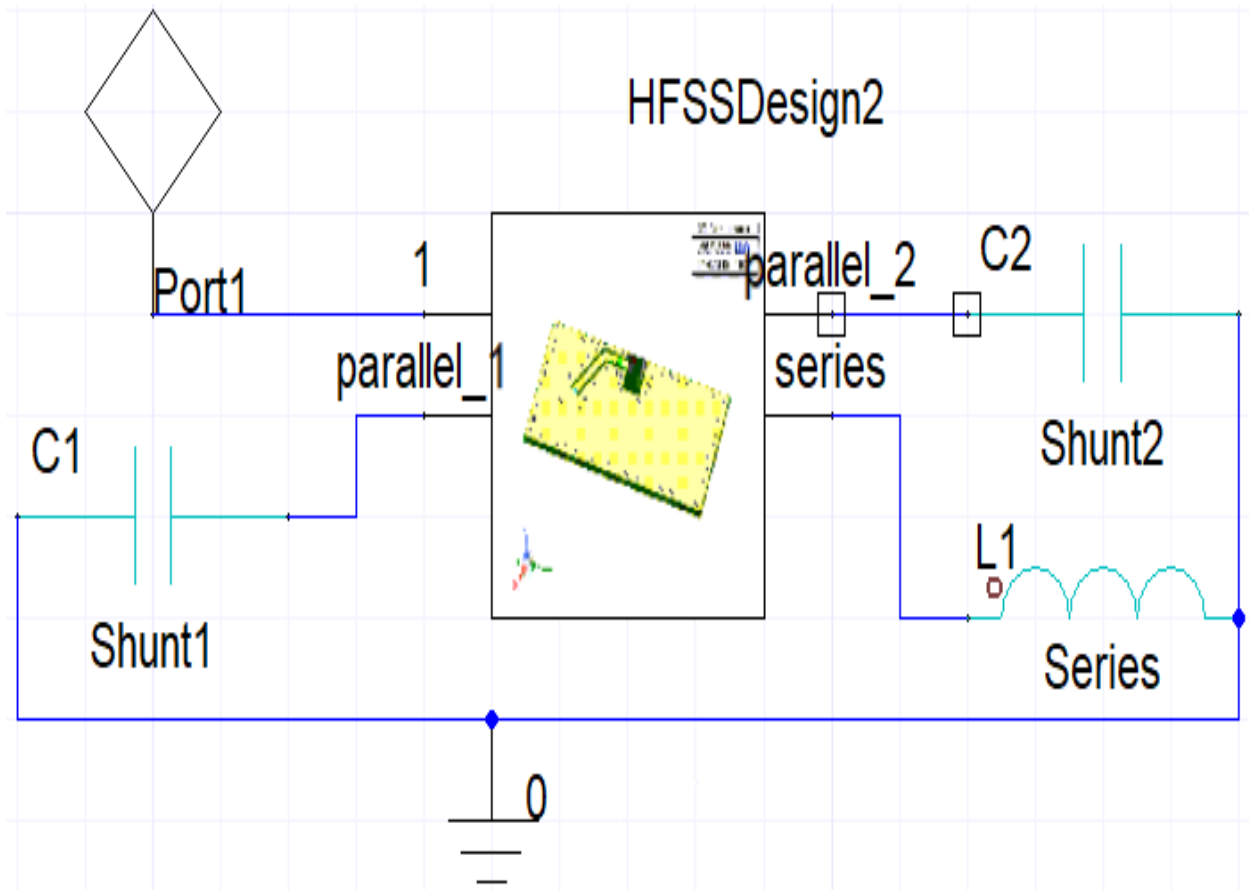 HFSSDesign2
1
parallel_2
C2
Port1
parallel_1
series
C1
Shunt2
L1
Shunt1
Series
0